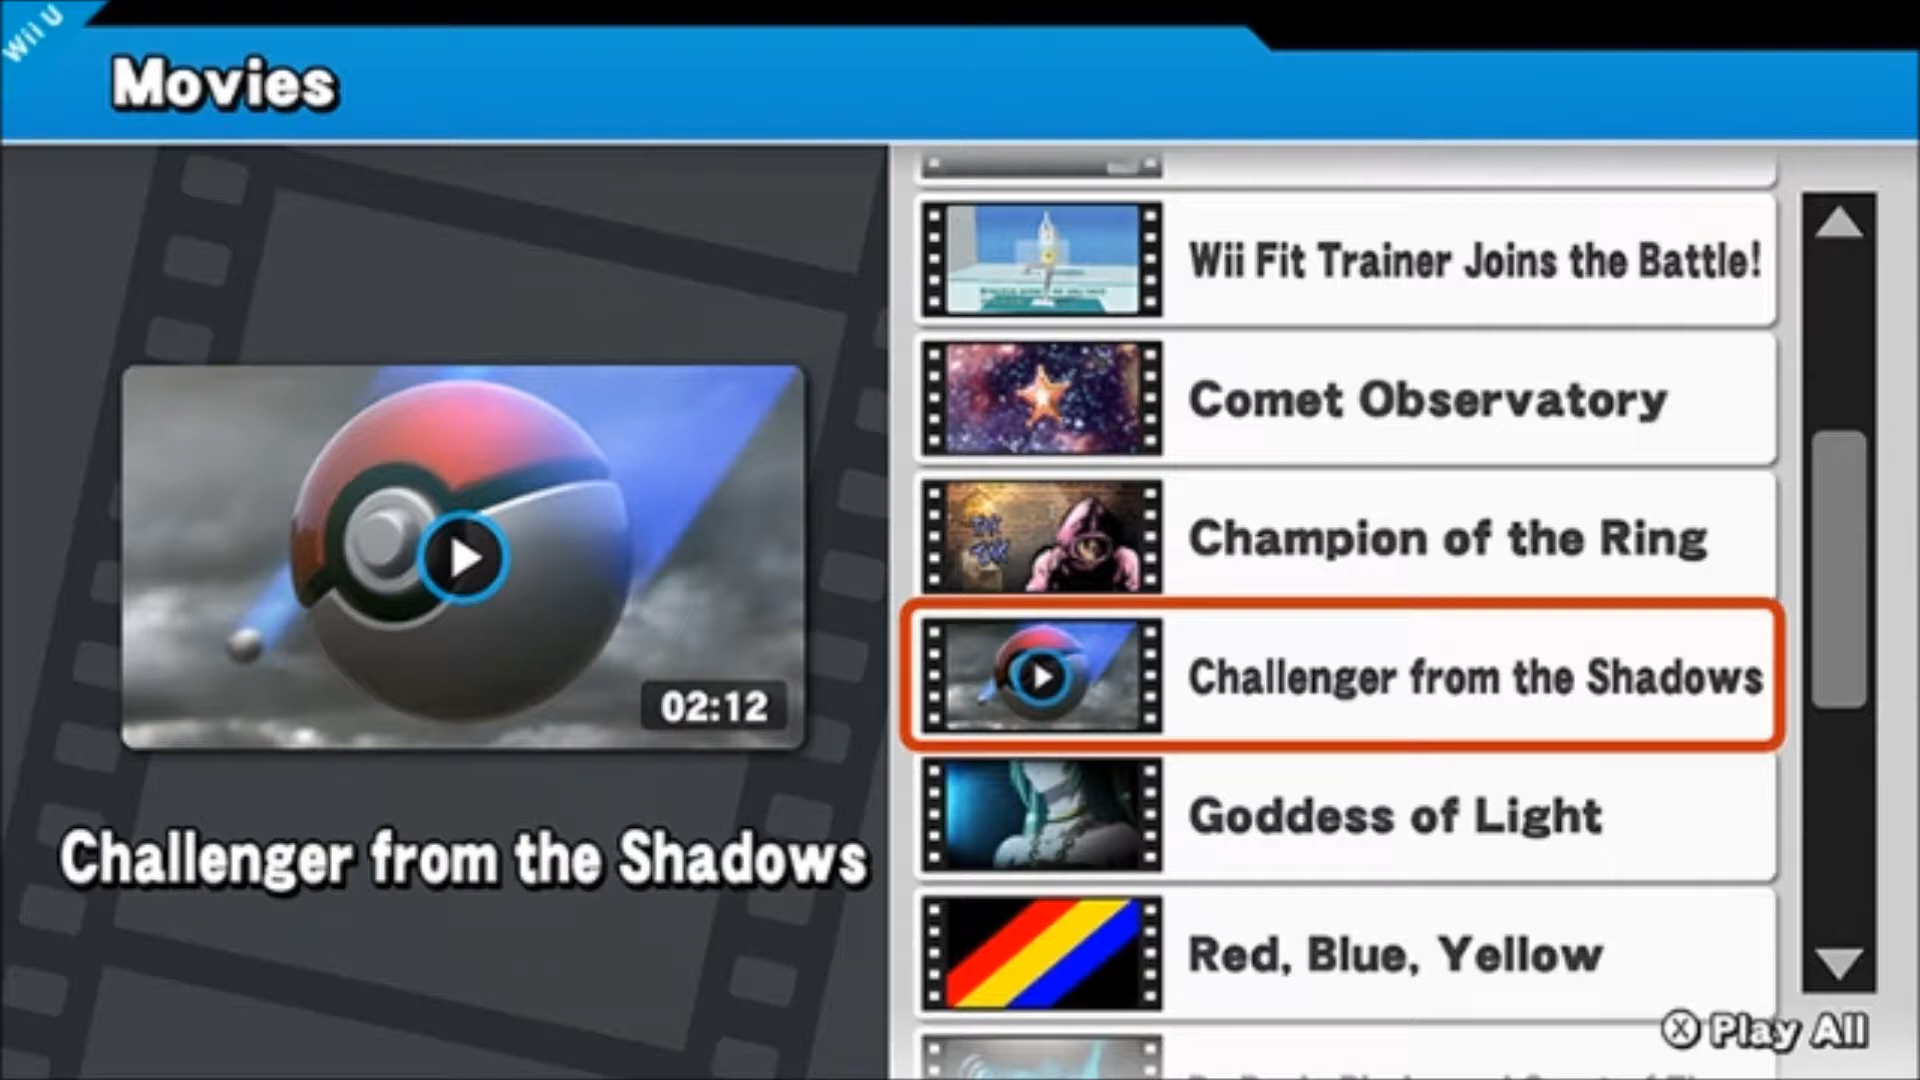 Wii U
Movies
Wii Fit Trainer Joins the Battle!
Comet Observatory
Champion of the Ring
Challenger from the Shadows
02:12
Challenger from the Shadows
Goddess of Light
Red, Blue, Yellow
X Play All